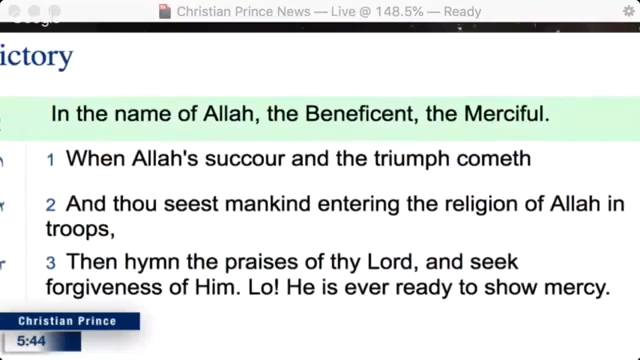 Christian Prince News — Live @ 148.5% — Ready
ictory
In the name of Allah, the Beneficent, the Merciful.
1 When Allah's succour and the triumph cometh
2 And thou seest mankind entering the religion of Allah in
troops,
3 Then hymn the praises of thy Lord, and seek
forgiveness of Him. Lo! He is ever ready to show mercy.
Christian Prince
5:44